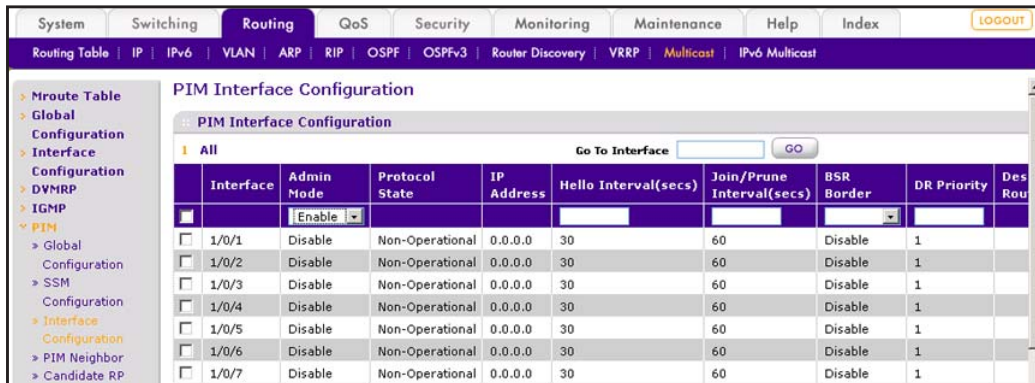 System Switching Routing QoS Security Monitoring Maintenance Help Index LOGOUT
Routing Table | IP | IPv6 | VLAN | ARP | RIP | OSPF | OSPFv3 | Router Discovery | VRRP | Multicast | IPv6 Multicast
Mroute Table
Global
Configuration
Interface
Configuration
DVMRP
IGMP
PIM
Global
Configuration
SSM
Configuration
Interface
Configuration
PIM Neighbor
Candidate RP
PIM Interface Configuration
PIM Interface Configuration
1 All Go To Interface GO
Interface Admin Mode Protocol State IP Address Hello Interval(secs) Join/Prune Interval(secs) BSR Border DR Priority Des Rout
Enable
1/0/1 Disable Non-Operational 0.0.0.0 30 60 Disable 1
1/0/2 Disable Non-Operational 0.0.0.0 30 60 Disable 1
1/0/3 Disable Non-Operational 0.0.0.0 30 60 Disable 1
1/0/4 Disable Non-Operational 0.0.0.0 30 60 Disable 1
1/0/5 Disable Non-Operational 0.0.0.0 30 60 Disable 1
1/0/6 Disable Non-Operational 0.0.0.0 30 60 Disable 1
1/0/7 Disable Non-Operational 0.0.0.0 30 60 Disable 1